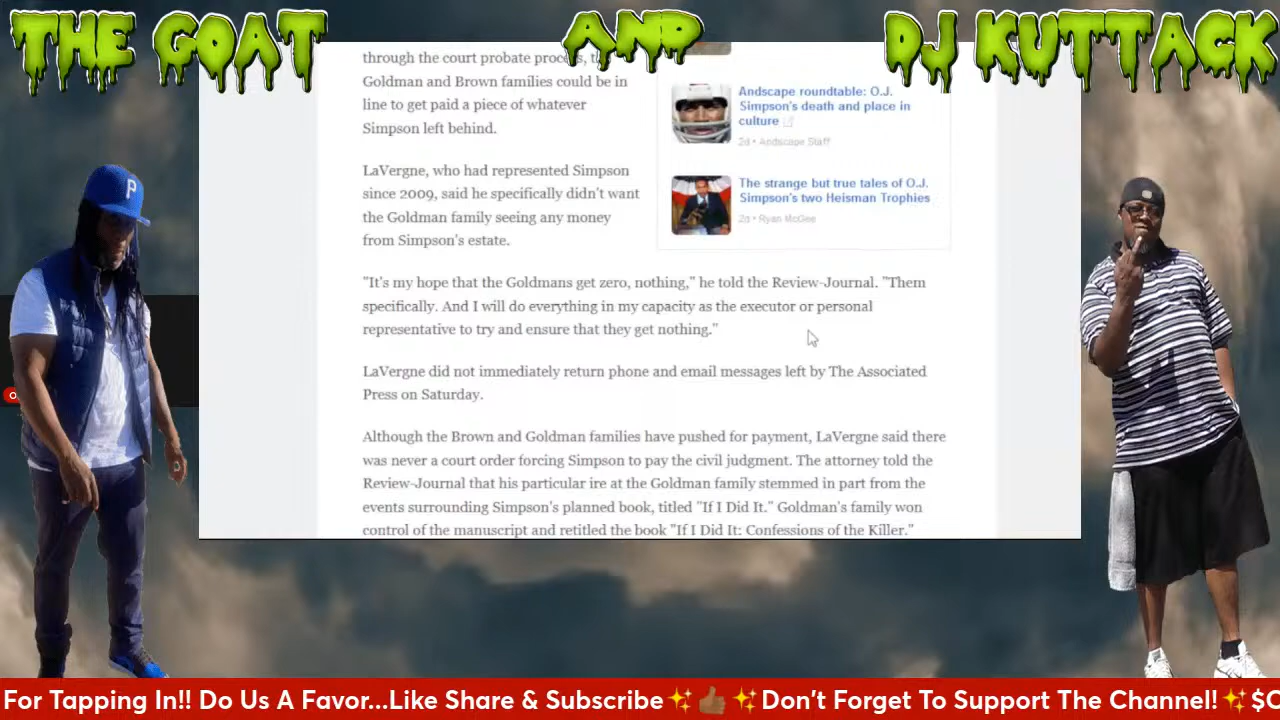 THE GOAT
AND
DJ KUTTACK
through the court probate process, the
Goldman and Brown families could be in
line to get paid a piece of whatever
Simpson left behind.
LaVergne, who had represented Simpson
since 2009, said he specifically didn't want
the Goldman family seeing any money
from Simpson's estate.
Andscape roundtable: O.J.
Simpson's death and place in
culture
2d • Andscape Staff
The strange but true tales of O.J.
Simpson's two Heisman Trophies
2d • Ryan McGee
"It's my hope that the Goldmans get zero, nothing," he told the Review-Journal. "Them
specifically. And I will do everything in my capacity as the executor or personal
representative to try and ensure that they get nothing."
LaVergne did not immediately return phone and email messages left by The Associated
Press on Saturday.
Although the Brown and Goldman families have pushed for payment, LaVergne said there
was never a court order forcing Simpson to pay the civil judgment. The attorney told the
Review-Journal that his particular ire at the Goldman family stemmed in part from the
events surrounding Simpson's planned book, titled "If I Did It." Goldman's family won
control of the manuscript and retitled the book "If I Did It: Confessions of the Killer."
P
For Tapping In!! Do Us A Favor...Like Share & Subscribe✨👍🏾✨Don't Forget To Support The Channel!✨